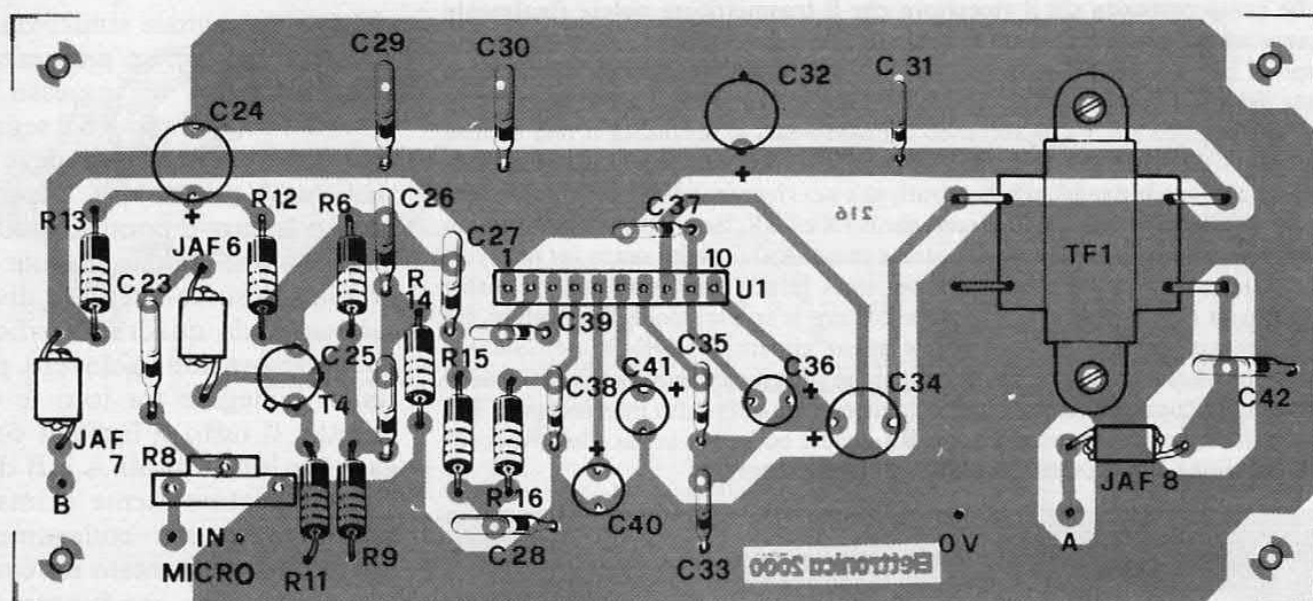 C29
C30
C32
C 31
C24
R13
R12
R6
C26
C37
216
JAF 6
C27
1
10
U1
TF1
C23
R
14
C39
C25
R15
C35
C41
C36
C34
C38
T4
C42
JAF
7
R8
R 16
JAF 8
B
C40
IN
MICRO
R11
R9
C28
C33
Elettronica 2000
0 V
A
+
+
+
+
+
+